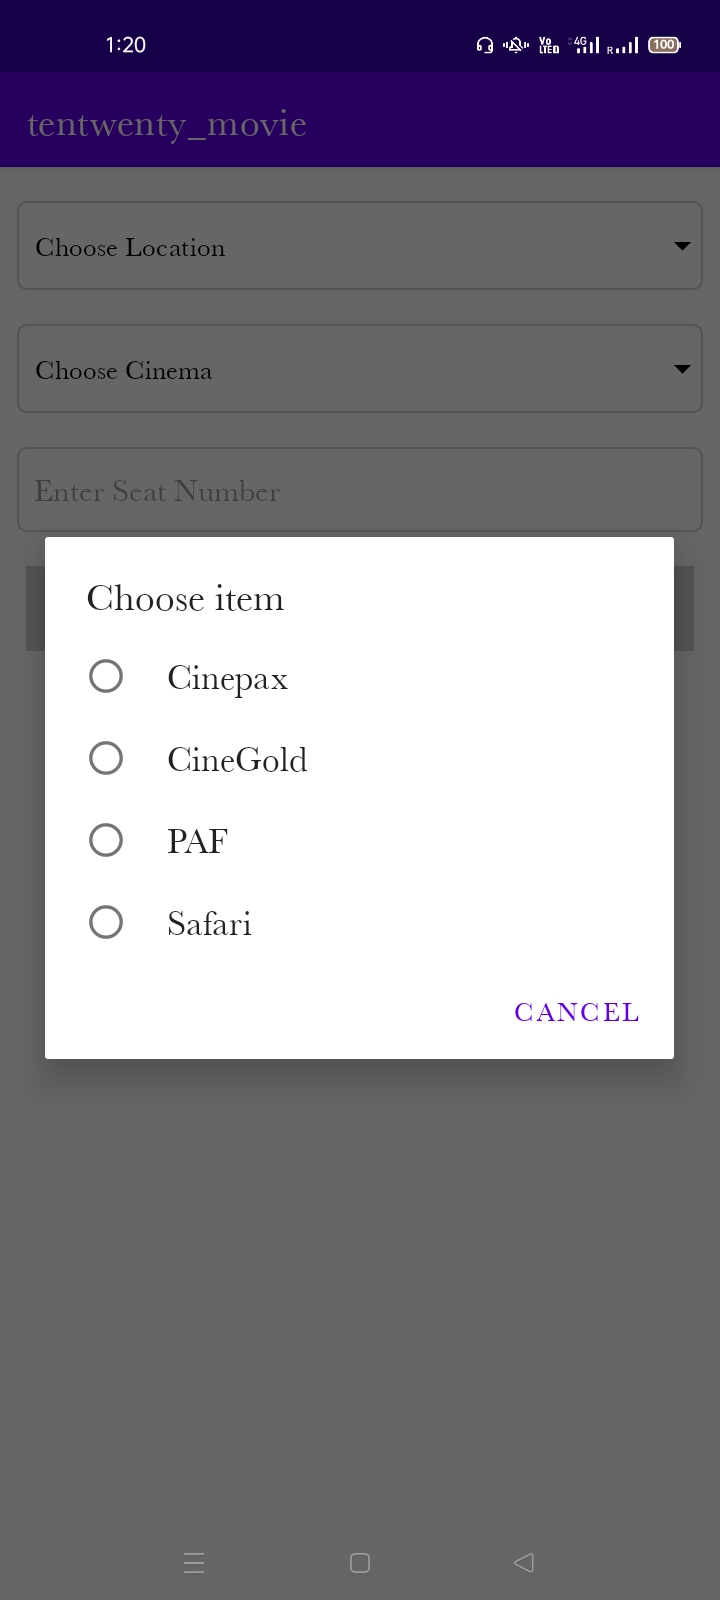 1:20
Vo
LTE
4G
R
100
tentwenty_movie
Choose Location
Choose Cinema
Enter Seat Number
Choose item
Cinepax
CineGold
PAF
Safari
CANCEL